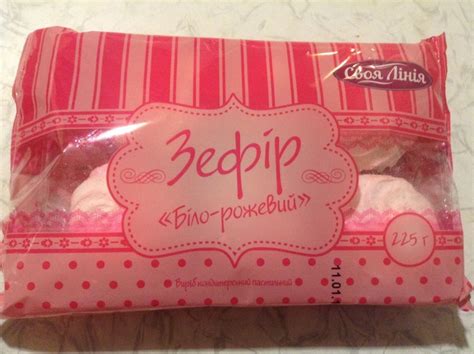 Своя Лінія
Зефір
«Біло-рожевий»
225 г
Виріб кондитерський пастильний
11.01.